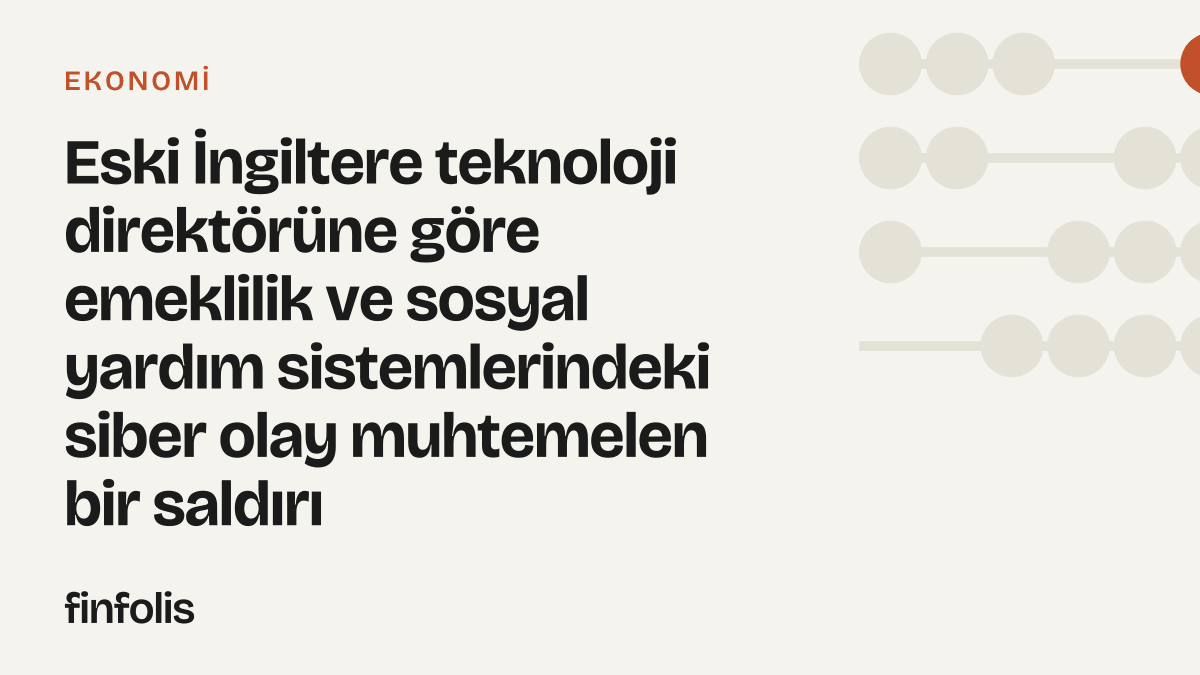 EKONOMİ
Eski İngiltere teknoloji
direktörüne göre
emeklilik ve sosyal
yardım sistemlerindeki
siber olay muhtemelen
bir saldırı
finfolis